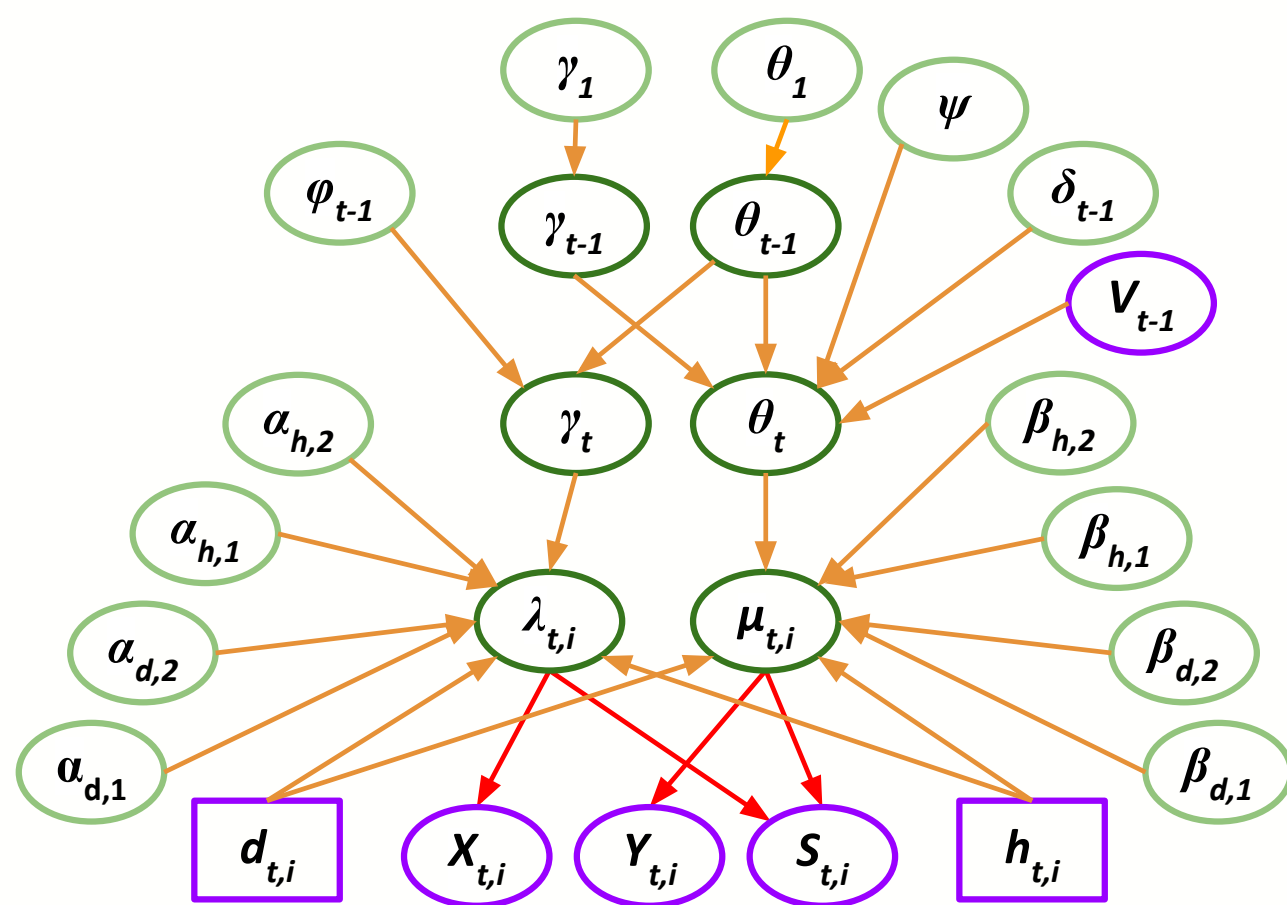 γ1
θ1
ψ
φt-1
γt-1
θt-1
δt-1
Vt-1
αh,2
γt
θt
βh,2
αh,1
βh,1
αd,2
λt,i
μt,i
βd,2
αd,1
βd,1
dt,i
Xt,i
Yt,i
St,i
ht,i